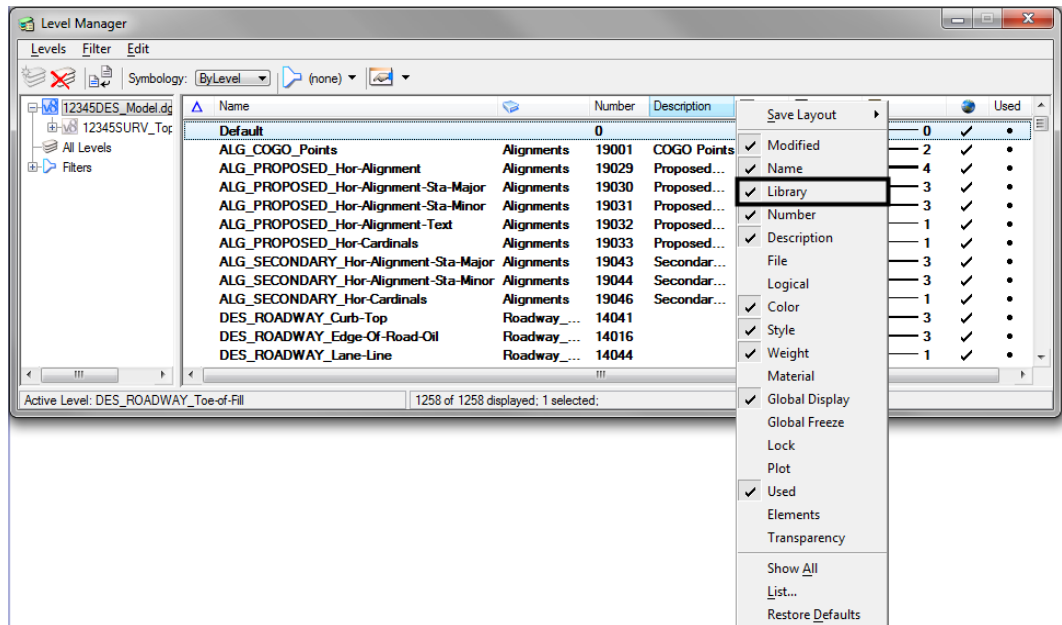 Level Manager
Levels Filter Edit
Symbology: ByLevel (none)
12345DES_Model.dg
12345SURV_Top
All Levels
Filters
Name Number Description Used
Default 0 0
ALG_COGO_Points Alignments 19001 COGO Points 2
ALG_PROPOSED_Hor-Alignment Alignments 19029 Proposed... 4
ALG_PROPOSED_Hor-Alignment-Sta-Major Alignments 19030 Proposed... 3
ALG_PROPOSED_Hor-Alignment-Sta-Minor Alignments 19031 Proposed... 3
ALG_PROPOSED_Hor-Alignment-Text Alignments 19032 Proposed... 1
ALG_PROPOSED_Hor-Cardinals Alignments 19033 Proposed... 1
ALG_SECONDARY_Hor-Alignment-Sta-Major Alignments 19043 Secondar... 3
ALG_SECONDARY_Hor-Alignment-Sta-Minor Alignments 19044 Secondar... 3
ALG_SECONDARY_Hor-Cardinals Alignments 19046 Secondar... 1
DES_ROADWAY_Curb-Top Roadway_... 14041 3
DES_ROADWAY_Edge-Of-Road-Oil Roadway_... 14016 3
DES_ROADWAY_Lane-Line Roadway_... 14044 1
Active Level: DES_ROADWAY_Toe-of-Fill 1258 of 1258 displayed; 1 selected;
Save Layout
Modified
Name
Library
Number
Description
File
Logical
Color
Style
Weight
Material
Global Display
Global Freeze
Lock
Plot
Used
Elements
Transparency
Show All
List...
Restore Defaults